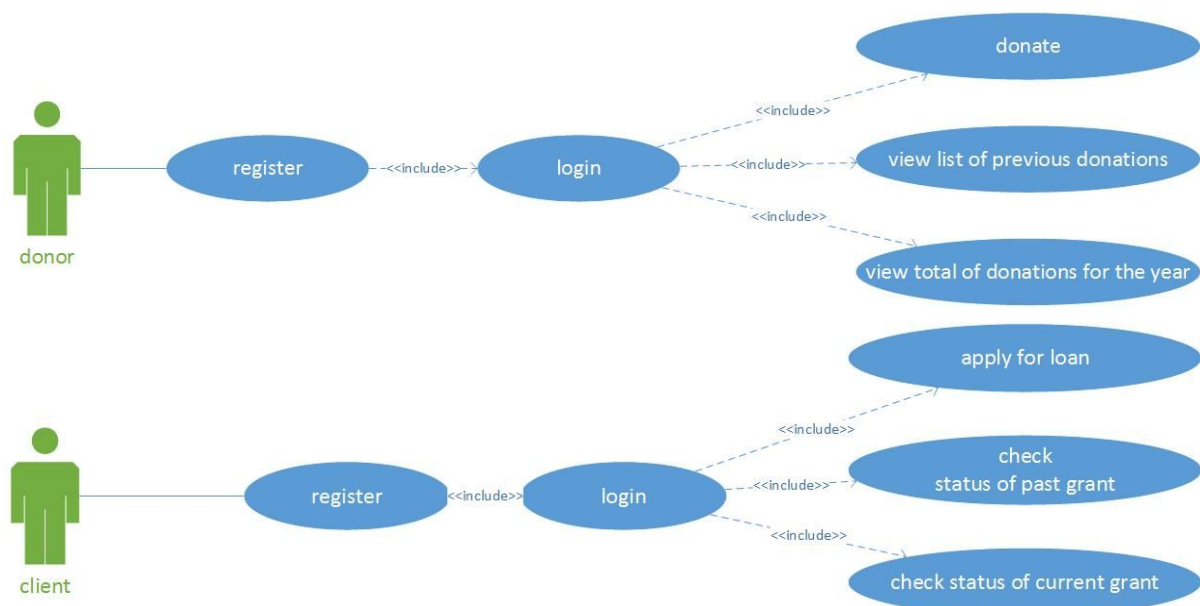 donate
<<include>>
register
<<include>>
login
<<include>>
view list of previous donations
<<include>>
donor
view total of donations for the year
apply for loan
<<include>>
check
status of past grant
register
<<include>>
login
<<include>>
<<include>>
client
check status of current grant